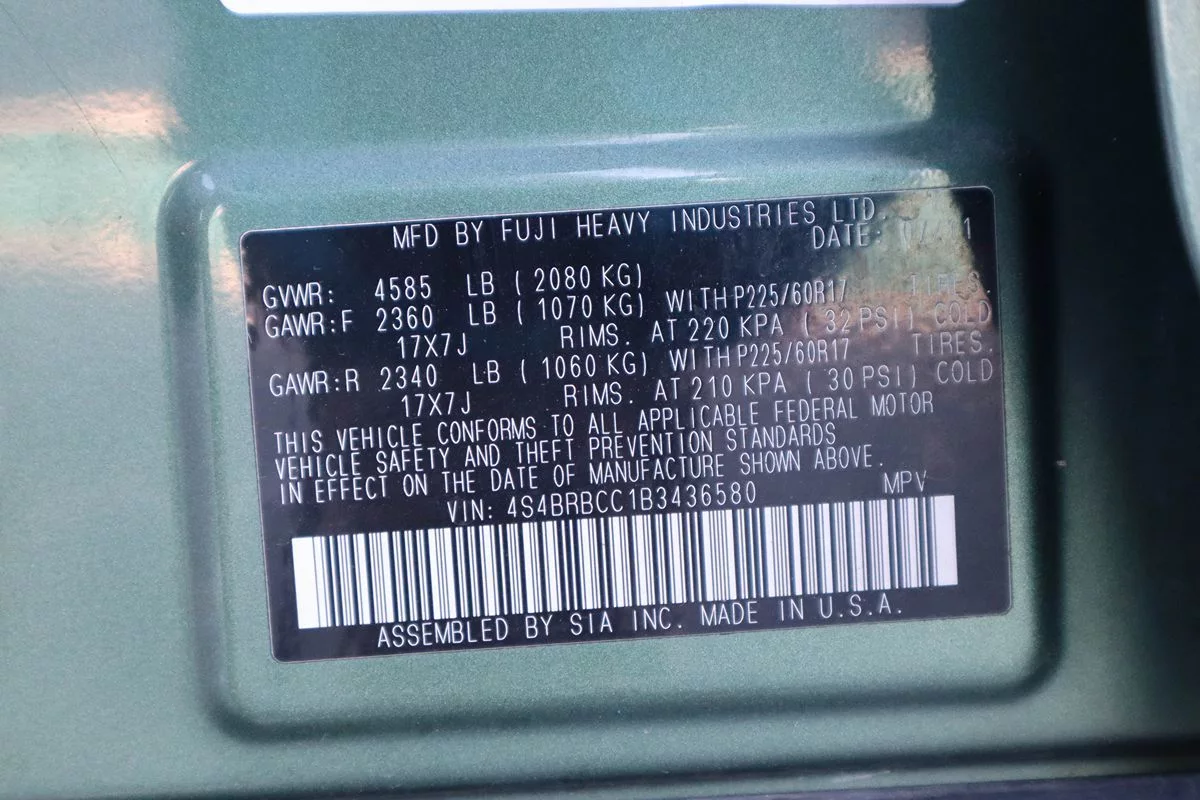 MFD BY FUJI HEAVY INDUSTRIES LTD.
DATE:
GVWR: 4585 LB ( 2080 KG)
GAWR:F 2360 LB ( 1070 KG) WITH P225/60R17 TIRES.
17X7J RIMS. AT 220 KPA ( 32 PSI) COLD
GAWR:R 2340 LB ( 1060 KG) WITH P225/60R17 TIRES.
17X7J RIMS. AT 210 KPA ( 30 PSI) COLD
THIS VEHICLE CONFORMS TO ALL APPLICABLE FEDERAL MOTOR
VEHICLE SAFETY AND THEFT PREVENTION STANDARDS
IN EFFECT ON THE DATE OF MANUFACTURE SHOWN ABOVE.
VIN: 4S4BRBCC1B3436580 MPV
ASSEMBLED BY SIA INC. MADE IN U.S.A.